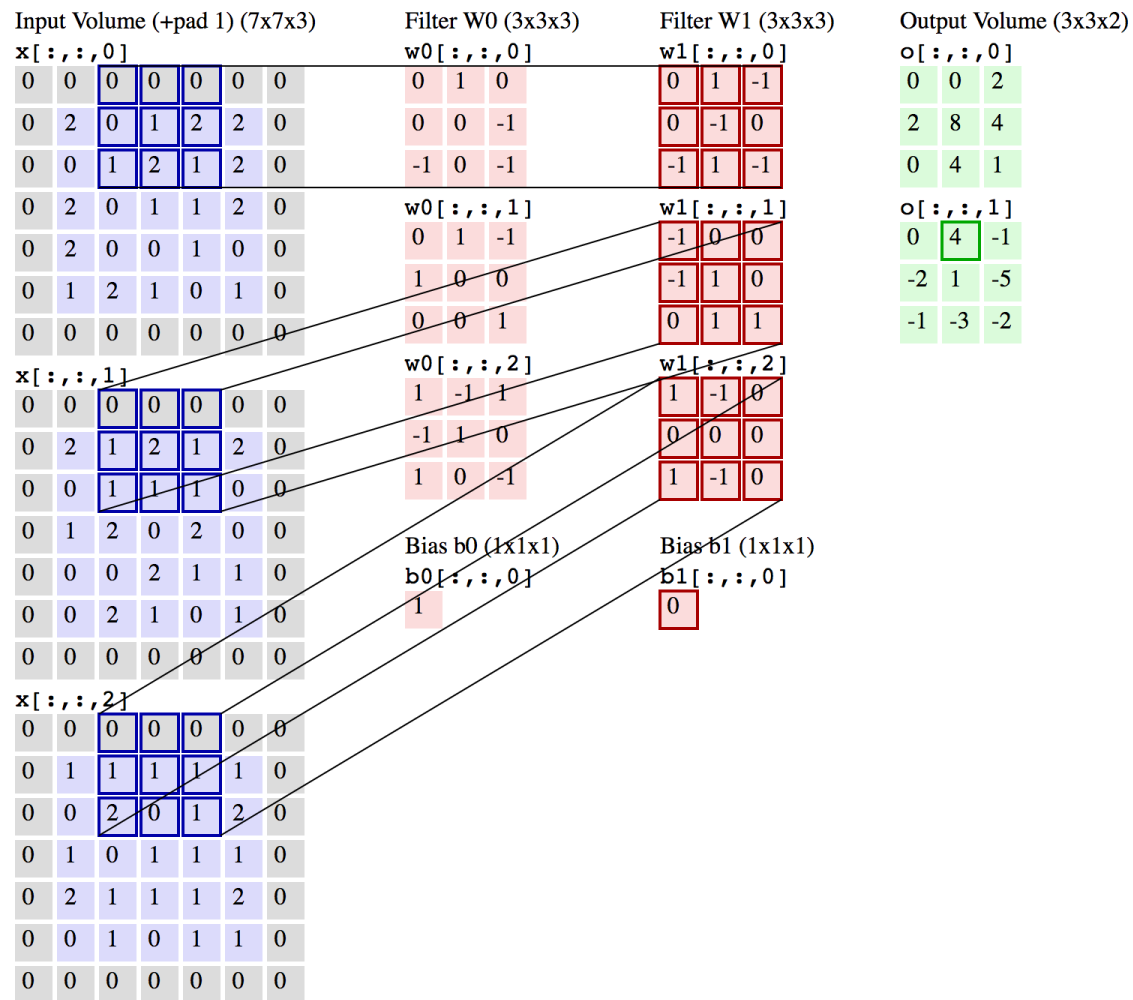 Input Volume (+pad 1) (7x7x3)
x[:,:,0]
0 0 0 0 0 0 0
0 2 0 1 2 2 0
0 0 1 2 1 2 0
0 2 0 1 1 2 0
0 2 0 0 1 0 0
0 1 2 1 0 1 0
0 0 0 0 0 0 0
x[:,:,1]
0 0 0 0 0 0 0
0 2 1 2 1 2 0
0 0 1 1 1 0 0
0 1 2 0 2 0 0
0 0 0 2 1 1 0
0 0 2 1 0 1 0
0 0 0 0 0 0 0
x[:,:,2]
0 0 0 0 0 0 0
0 1 1 1 1 1 0
0 0 2 0 1 2 0
0 1 0 1 1 1 0
0 2 1 1 1 2 0
0 0 1 0 1 1 0
0 0 0 0 0 0 0
Filter W0 (3x3x3)
w0[:,:,0]
0 1 0
0 0 -1
-1 0 -1
w0[:,:,1]
0 1 -1
1 0 0
0 0 1
w0[:,:,2]
1 -1 1
-1 1 0
1 0 -1
Bias b0 (1x1x1)
b0[:,:,0]
1
Filter W1 (3x3x3)
w1[:,:,0]
0 1 -1
0 -1 0
-1 1 -1
w1[:,:,1]
-1 0 0
-1 1 0
0 1 1
w1[:,:,2]
1 -1 0
0 0 0
1 -1 0
Bias b1 (1x1x1)
b1[:,:,0]
0
Output Volume (3x3x2)
o[:,:,0]
0 0 2
2 8 4
0 4 1
o[:,:,1]
0 4 -1
-2 1 -5
-1 -3 -2